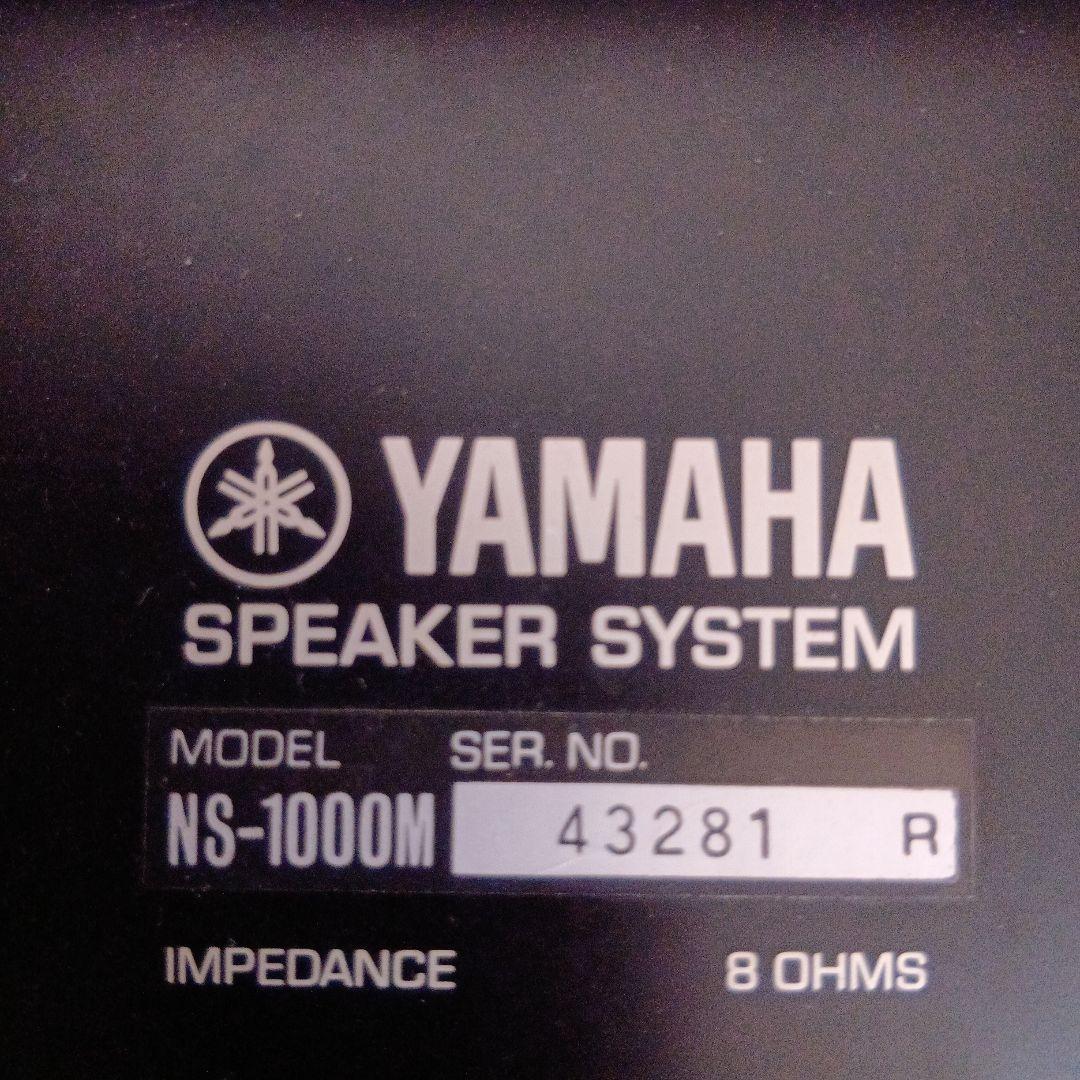 YAMAHA
SPEAKER SYSTEM
MODEL SER. NO.
NS-1000M 43281 R
IMPEDANCE 8 OHMS